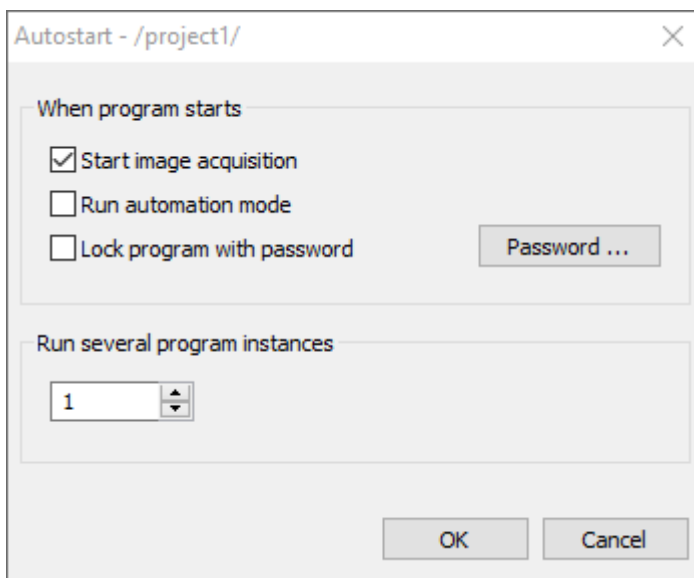 Autostart - /project1/
When program starts
Start image acquisition
Run automation mode
Lock program with password
Password ...
Run several program instances
1
OK
Cancel